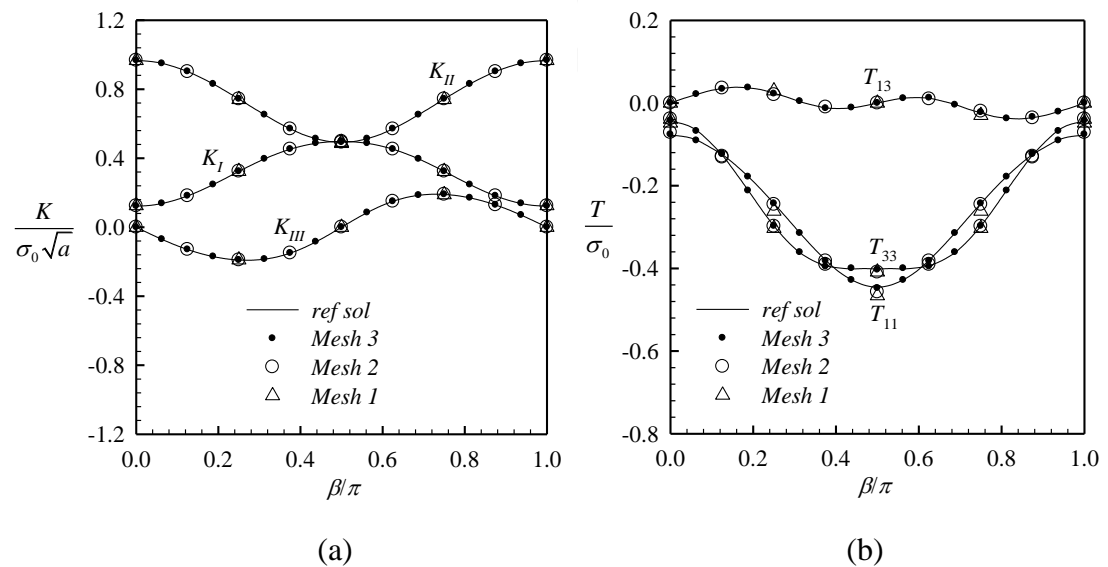 1.2
0.8
0.4
0.0
-0.4
-0.8
-1.2
K
σ₀√a
K_II
K_I
K_III
ref sol
Mesh 3
Mesh 2
Mesh 1
0.0 0.2 0.4 0.6 0.8 1.0
β/π
(a)
0.2
0.0
-0.2
-0.4
-0.6
-0.8
T
σ₀
T₁₃
T₃₃
T₁₁
ref sol
Mesh 3
Mesh 2
Mesh 1
0.0 0.2 0.4 0.6 0.8 1.0
β/π
(b)